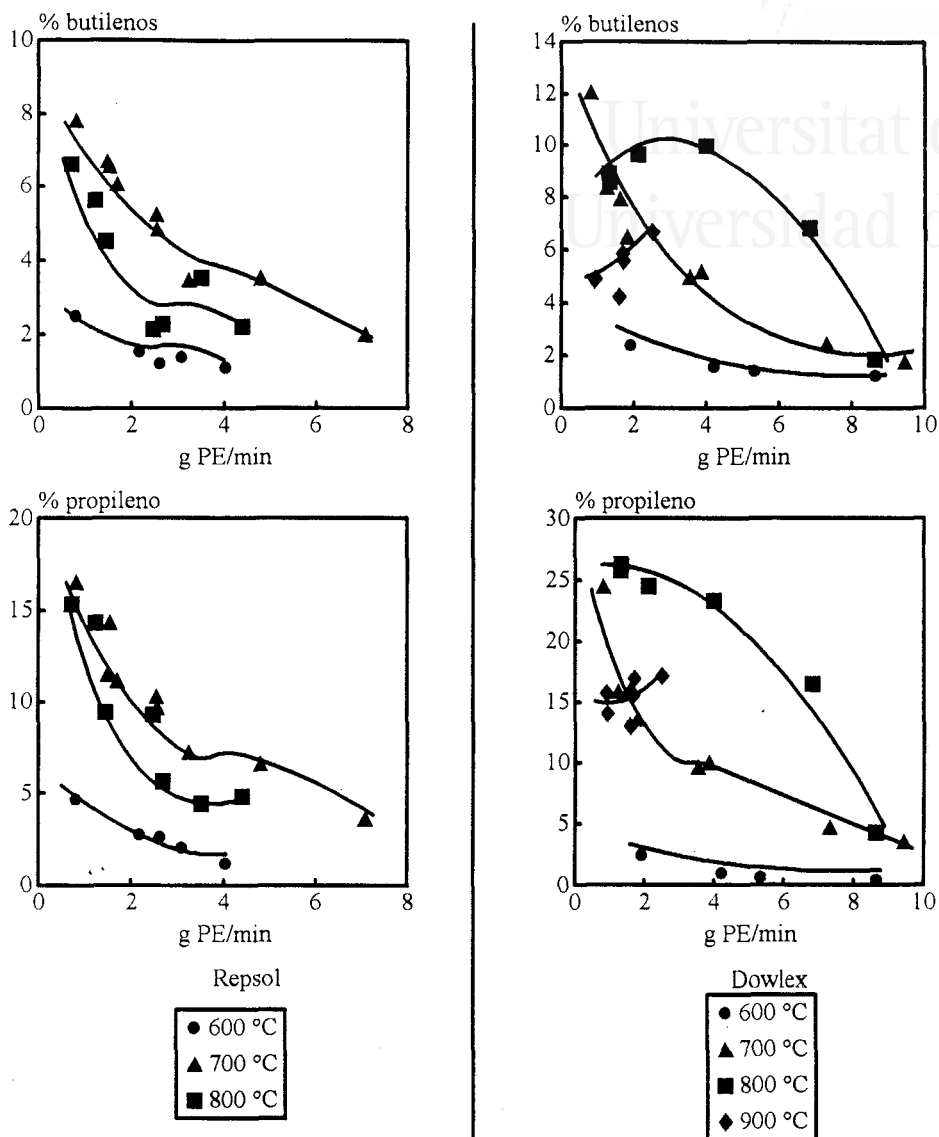 % butilenos
10
8
6
4
2
0
0 2 4 6 8
g PE/min
% propileno
20
15
10
5
0
0 2 4 6 8
g PE/min
Repsol
600 °C
700 °C
800 °C
% butilenos
14
12
10
8
6
4
2
0
0 2 4 6 8 10
g PE/min
% propileno
30
25
20
15
10
5
0
0 2 4 6 8 10
g PE/min
Dowlex
600 °C
700 °C
800 °C
900 °C
Universitat d
Universidad d